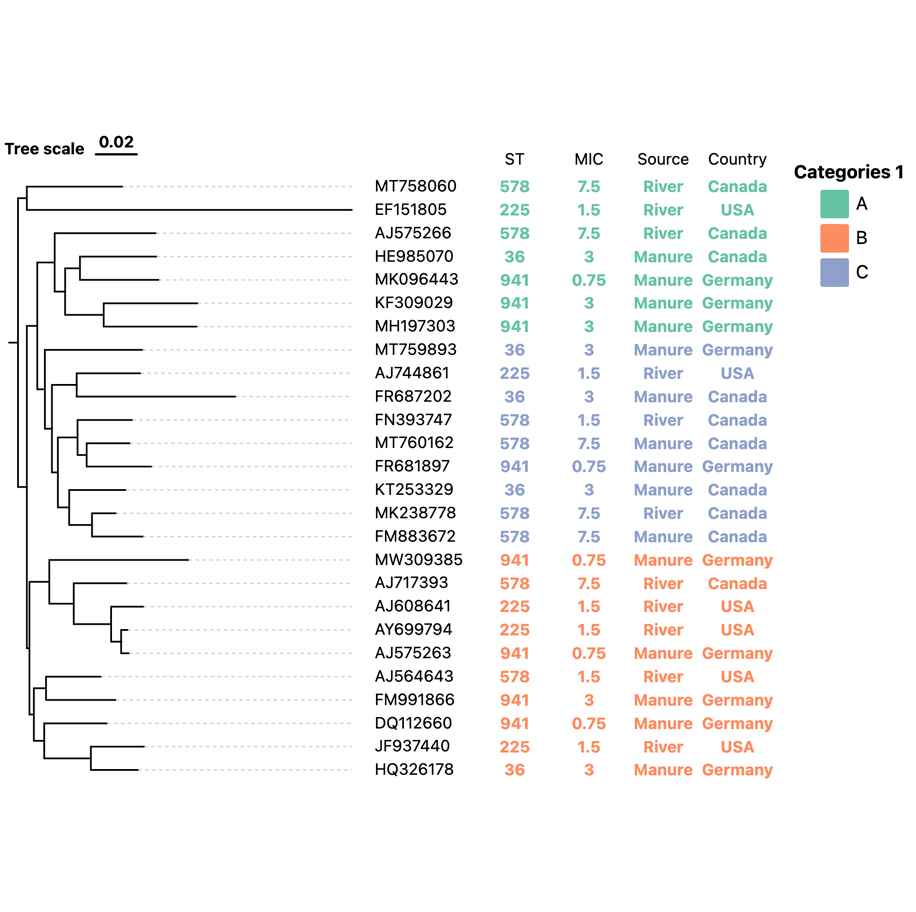 Tree scale 0.02
ST MIC Source Country
Categories 1
A
B
C
MT758060 578 7.5 River Canada
EF151805 225 1.5 River USA
AJ575266 578 7.5 River Canada
HE985070 36 3 Manure Canada
MK096443 941 0.75 Manure Germany
KF309029 941 3 Manure Germany
MH197303 941 3 Manure Germany
MT759893 36 3 Manure Germany
AJ744861 225 1.5 River USA
FR687202 36 3 Manure Canada
FN393747 578 1.5 River Canada
MT760162 578 7.5 Manure Canada
FR681897 941 0.75 Manure Germany
KT253329 36 3 Manure Canada
MK238778 578 7.5 River Canada
FM883672 578 7.5 Manure Canada
MW309385 941 0.75 Manure Germany
AJ717393 578 7.5 River Canada
AJ608641 225 1.5 River USA
AY699794 225 1.5 River USA
AJ575263 941 0.75 Manure Germany
AJ564643 578 1.5 River USA
FM991866 941 3 Manure Germany
DQ112660 941 0.75 Manure Germany
JF937440 225 1.5 River USA
HQ326178 36 3 Manure Germany